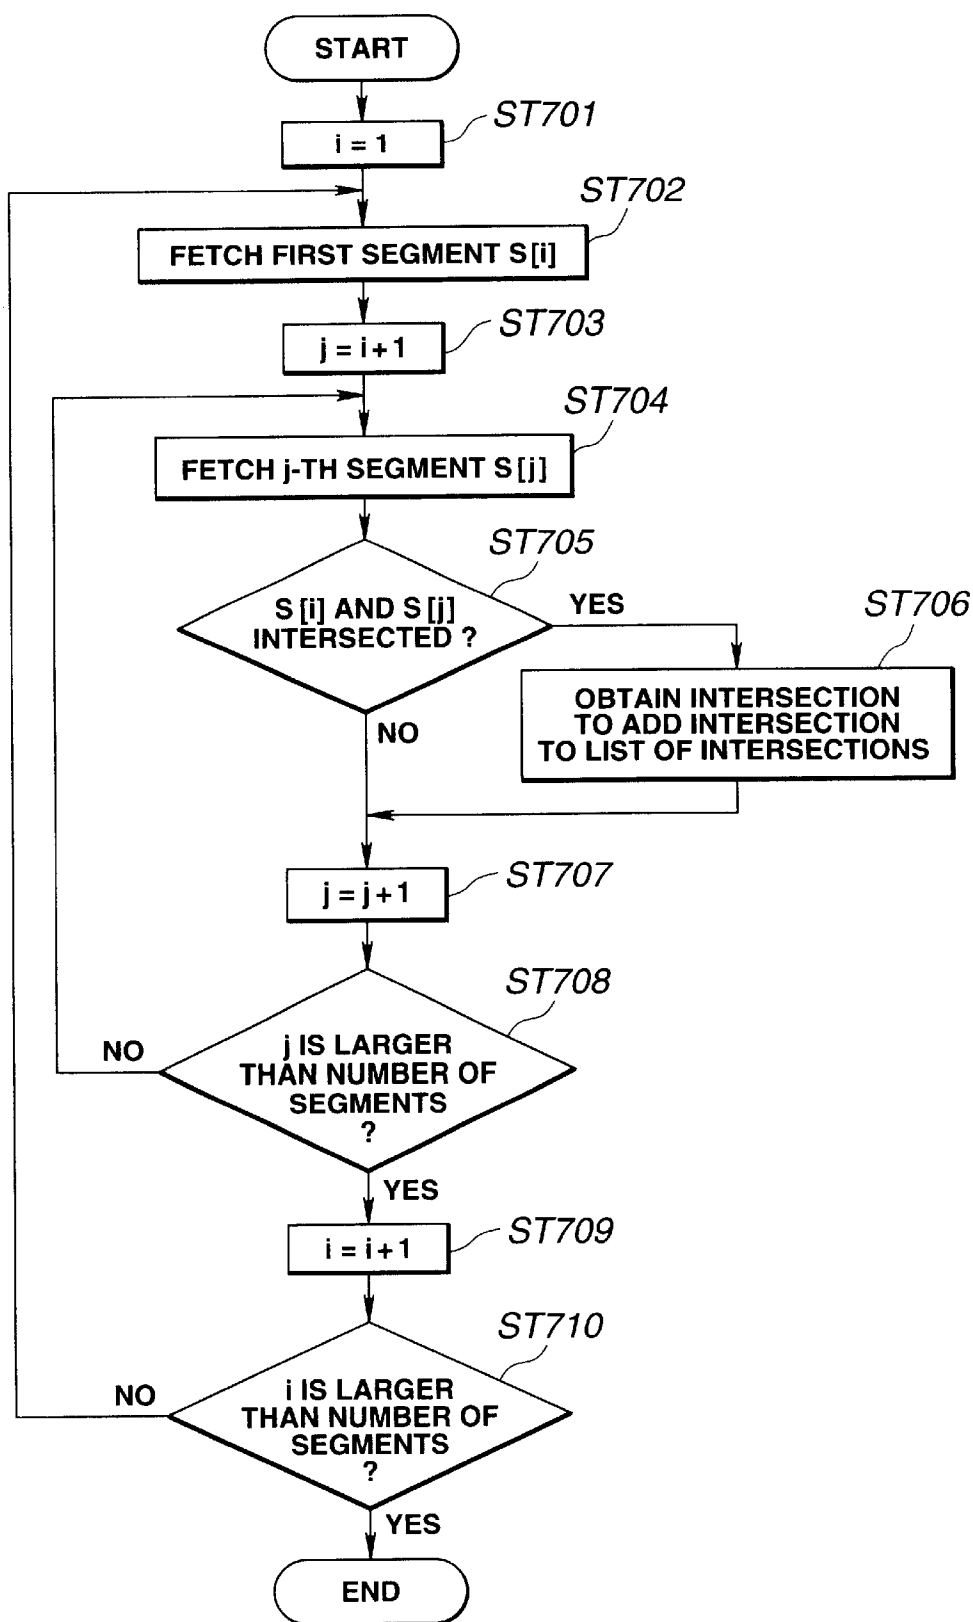 START
ST701
i = 1
ST702
FETCH FIRST SEGMENT S[i]
ST703
j = i+1
ST704
FETCH j-TH SEGMENT S[j]
ST705
S[i] AND S[j]
INTERSECTED ?
YES
ST706
OBTAIN INTERSECTION
TO ADD INTERSECTION
TO LIST OF INTERSECTIONS
NO
ST707
j = j+1
ST708
j IS LARGER
THAN NUMBER OF
SEGMENTS
?
NO
YES
ST709
i = i+1
ST710
i IS LARGER
THAN NUMBER OF
SEGMENTS
?
NO
YES
END